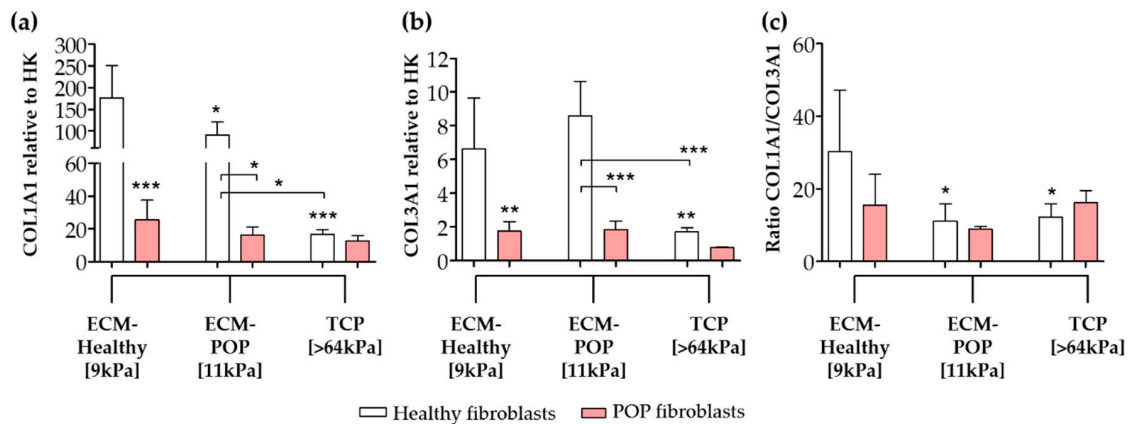 (a)
COL1A1 relative to HK
300
250
200
150
100
60
40
20
0
*
***
*
*
***
ECM-
Healthy
[9kPa]
ECM-
POP
[11kPa]
TCP
[>64kPa]
(b)
COL3A1 relative to HK
12
10
8
6
4
2
0
***
***
**
**
ECM-
Healthy
[9kPa]
ECM-
POP
[11kPa]
TCP
[>64kPa]
(c)
Ratio COL1A1/COL3A1
60
40
20
0
*
*
ECM-
Healthy
[9kPa]
ECM-
POP
[11kPa]
TCP
[>64kPa]
Healthy fibroblasts
POP fibroblasts